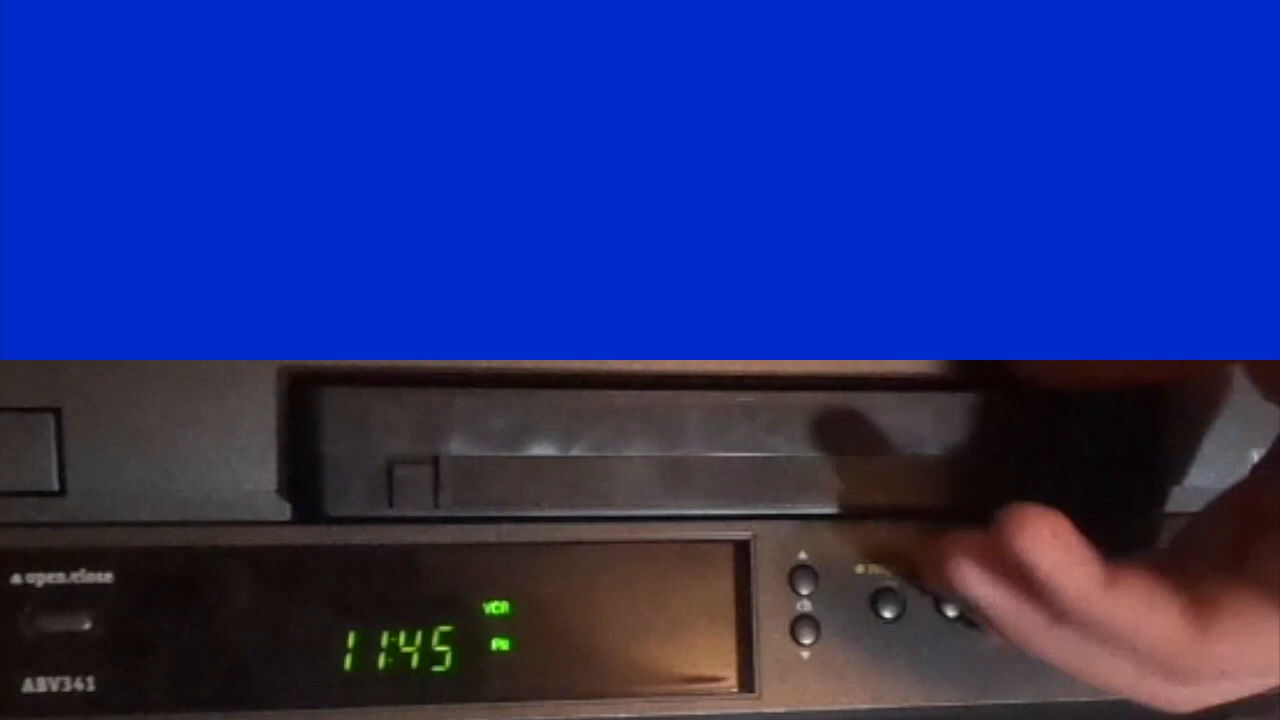 ▲ open/close
VCR
11:45 PM
ABV341
ch